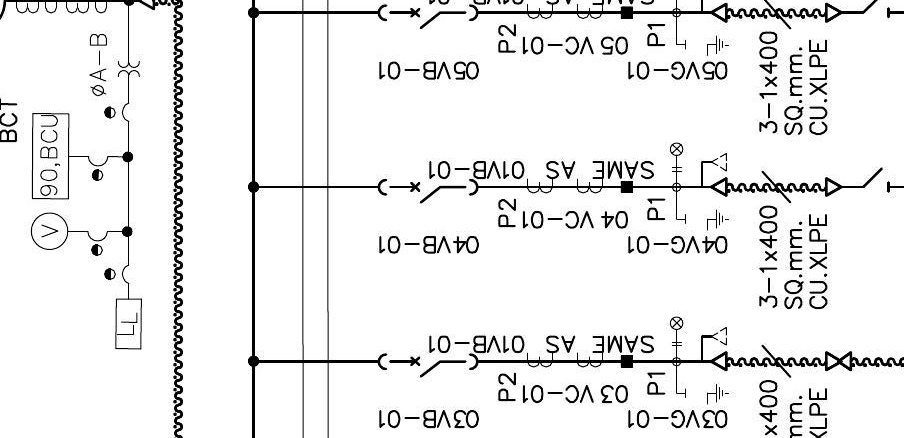 BCT
ØA-B
90,BCU
V
LL
P2
05 VC-01
P1
05VB-01
05VG-01
3-1x400
SQ.mm.
CU.XLPE
SAME AS 01VB-01
P2
04 VC-01
P1
04VB-01
04VG-01
3-1x400
SQ.mm.
CU.XLPE
SAME AS 01VB-01
P2
03 VC-01
P1
03VB-01
03VG-01
x400
mm.
XLPE